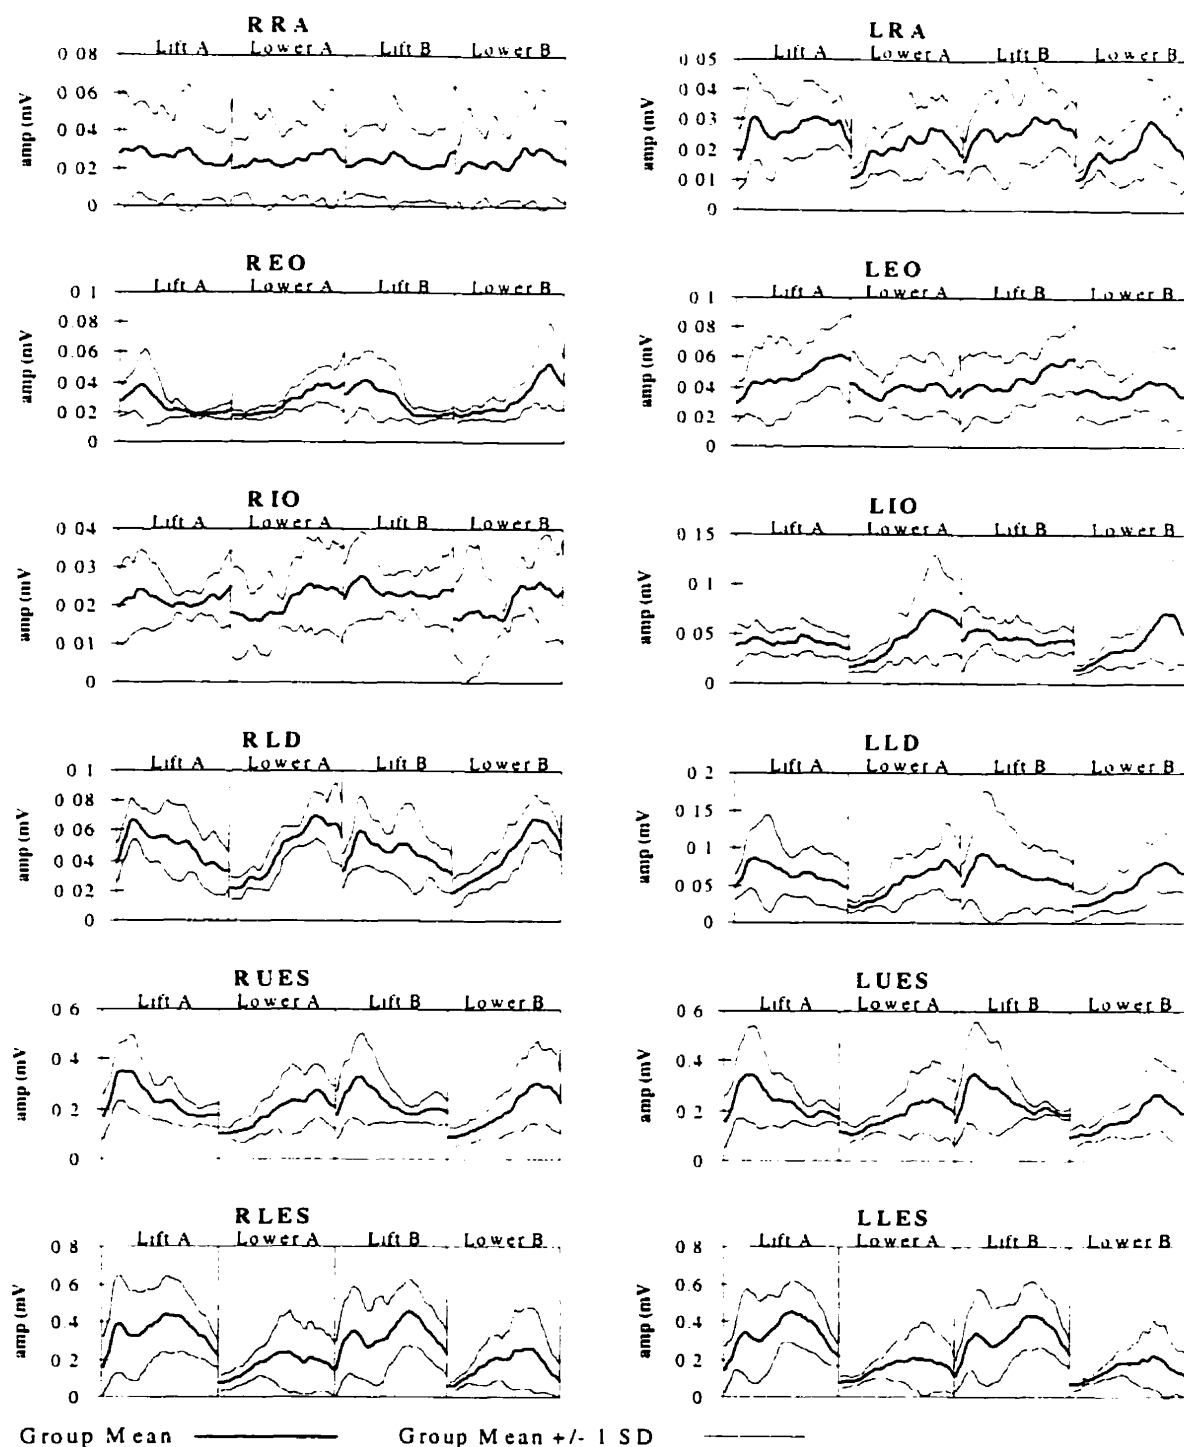 RRA
Lift A Lower A Lift B Lower B
0 08
0 06
0 04
0 02
0
amp (mV
LRA
Lift A Lower A Lift B Lower B
0 05
0 04
0 03
0 02
0 01
0
amp (mV
REO
Lift A Lower A Lift B Lower B
0 1
0 08
0 06
0 04
0 02
0
amp (mV
LEO
Lift A Lower A Lift B Lower B
0 1
0 08
0 06
0 04
0 02
0
amp (mV
RIO
Lift A Lower A Lift B Lower B
0 04
0 03
0 02
0 01
0
amp (mV
LIO
Lift A Lower A Lift B Lower B
0 15
0 1
0 05
0
amp (mV
RLD
Lift A Lower A Lift B Lower B
0 1
0 08
0 06
0 04
0 02
0
amp (mV
LLD
Lift A Lower A Lift B Lower B
0 2
0 15
0 1
0 05
0
amp (mV
RUES
Lift A Lower A Lift B Lower B
0 6
0 4
0 2
0
amp (mV
LUES
Lift A Lower A Lift B Lower B
0 6
0 4
0 2
0
amp (mV
RLES
Lift A Lower A Lift B Lower B
0 8
0 6
0 4
0 2
0
amp (mV
LLES
Lift A Lower A Lift B Lower B
0 8
0 6
0 4
0 2
0
amp (mV
Group Mean Group Mean +/- 1 SD